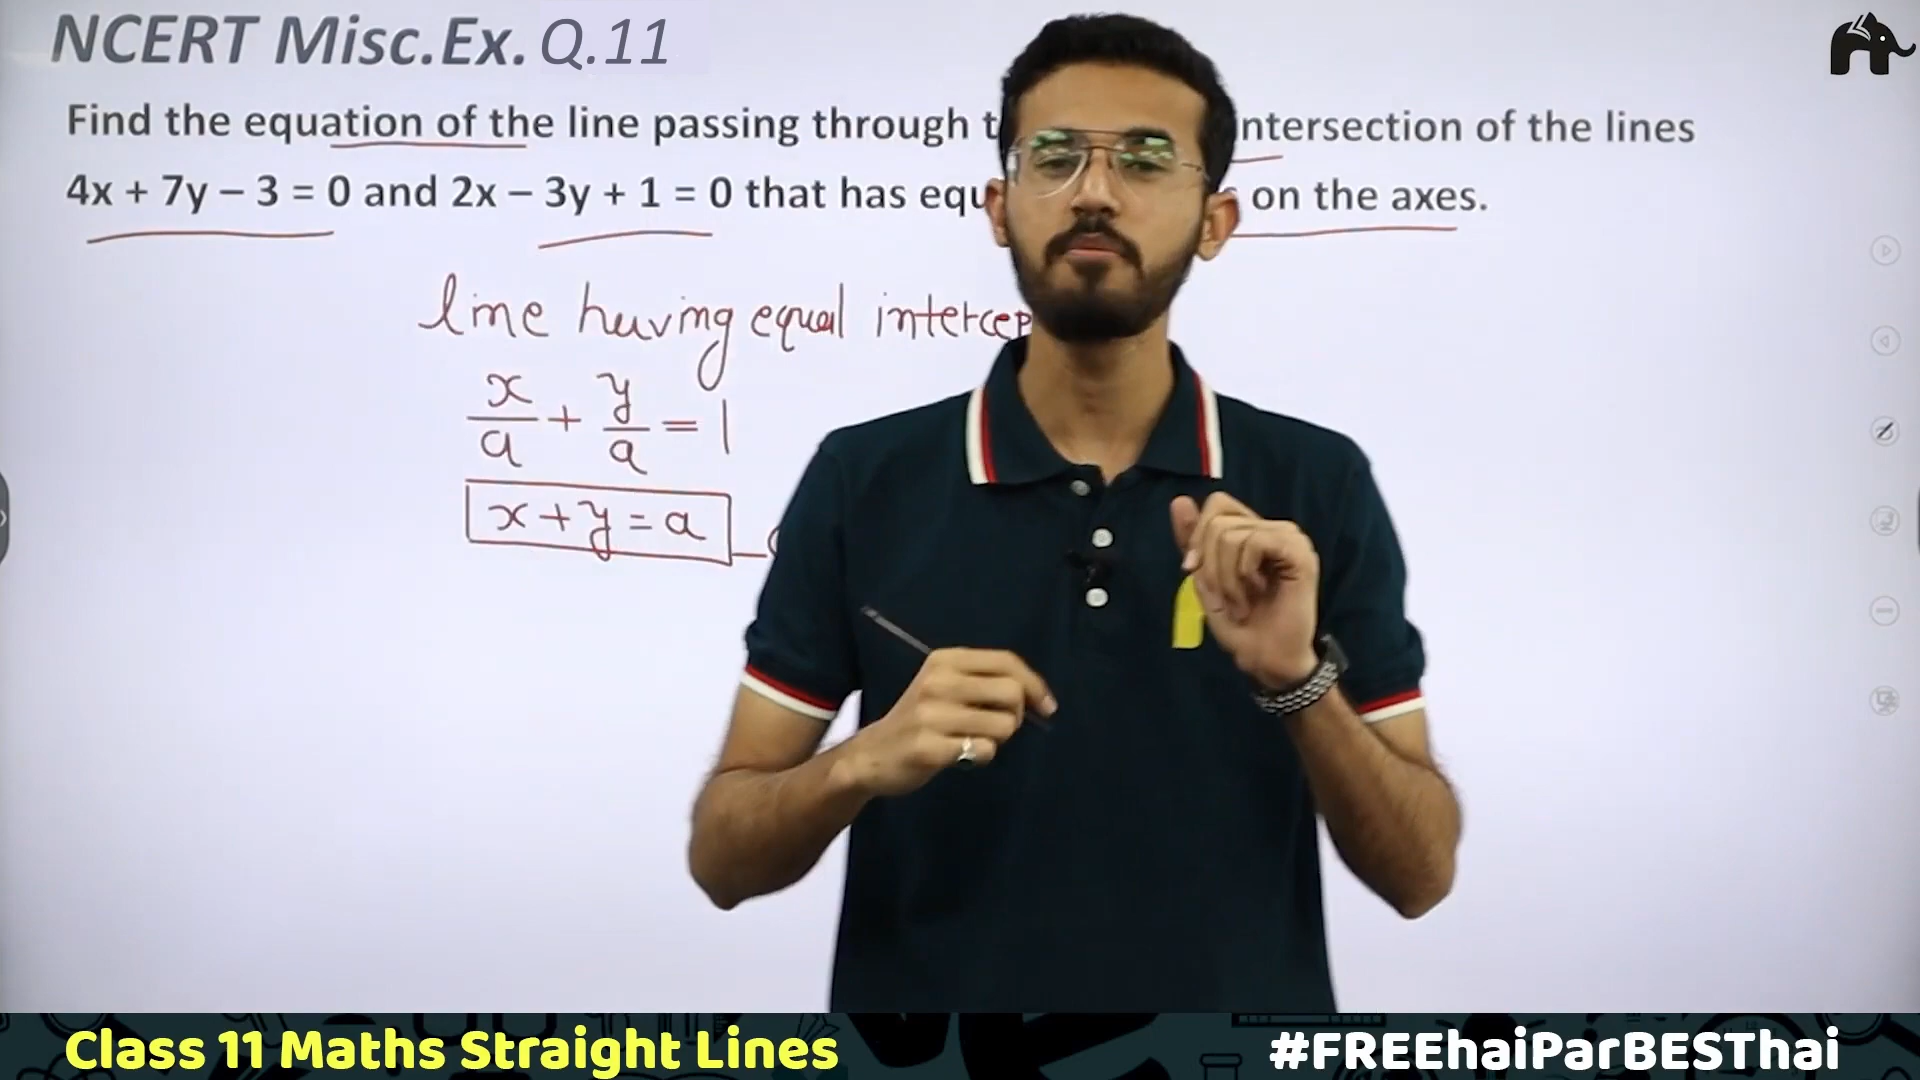 NCERT Misc.Ex. Q.11
Find the equation of the line passing through ntersection of the lines
4x + 7y – 3 = 0 and 2x – 3y + 1 = 0 that has equ on the axes.
line having equal intercep
x/a + y/a = 1
x + y = a
Class 11 Maths Straight Lines
#FREEhaiParBESThai